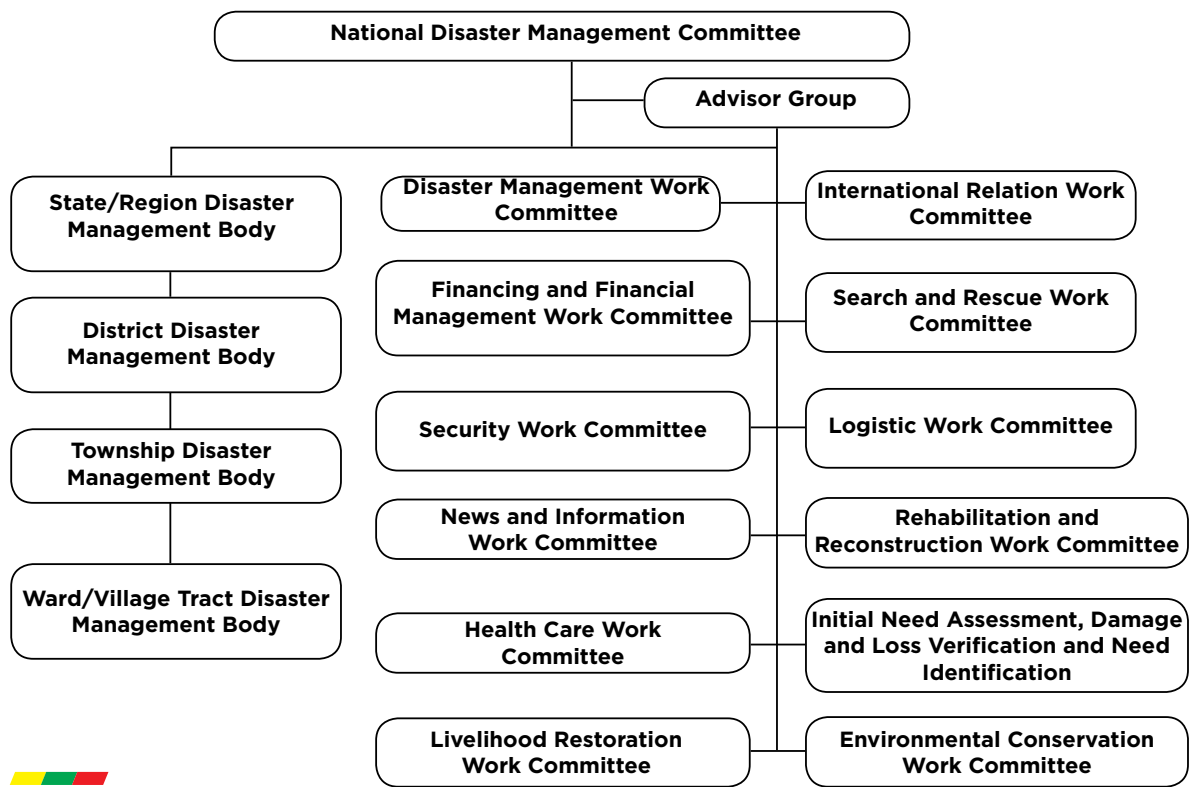 National Disaster Management Committee
Advisor Group
State/Region Disaster
Management Body
District Disaster
Management Body
Township Disaster
Management Body
Ward/Village Tract Disaster
Management Body
Disaster Management Work
Committee
International Relation Work
Committee
Financing and Financial
Management Work Committee
Search and Rescue Work
Committee
Security Work Committee
Logistic Work Committee
News and Information
Work Committee
Rehabilitation and
Reconstruction Work Committee
Health Care Work
Committee
Initial Need Assessment, Damage
and Loss Verification and Need
Identification
Livelihood Restoration
Work Committee
Environmental Conservation
Work Committee